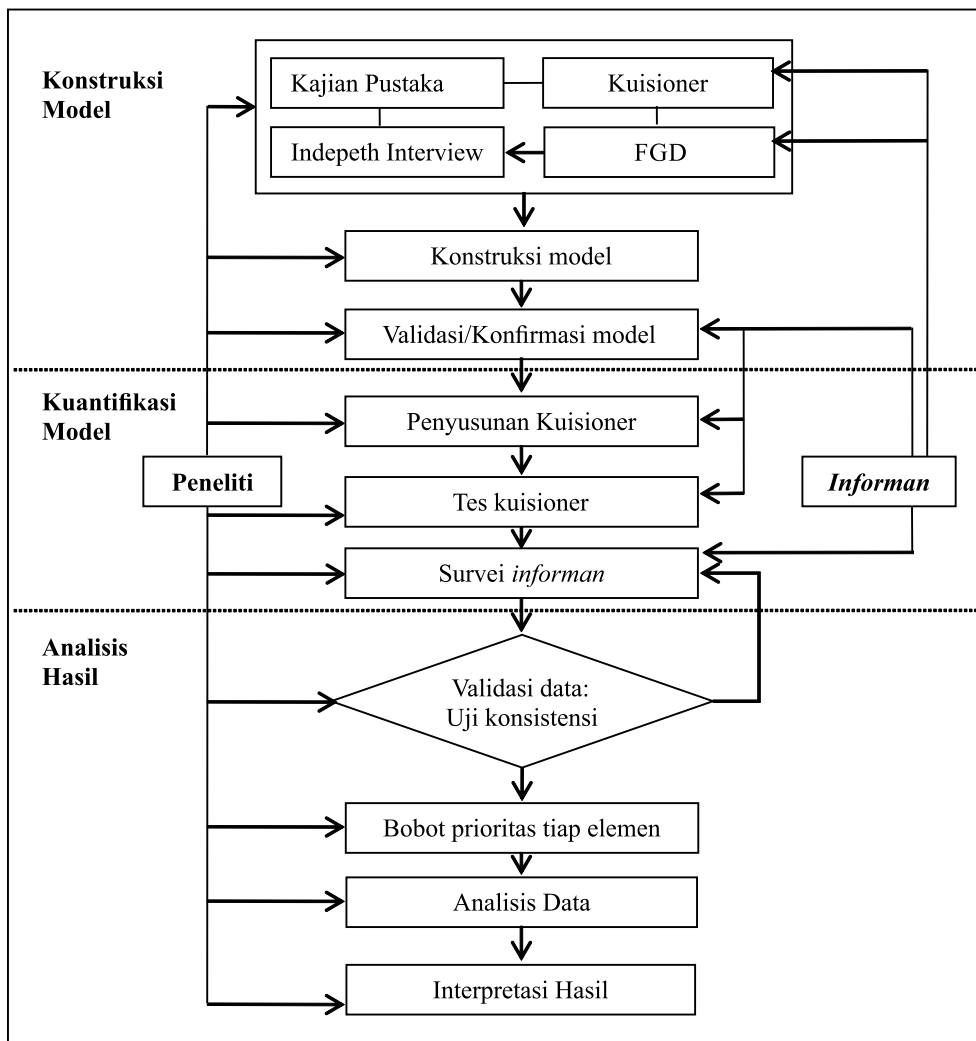 Konstruksi
Model
Kajian Pustaka
Kuisioner
Indepeth Interview
FGD
Konstruksi model
Validasi/Konfirmasi model
Kuantifikasi
Model
Penyusunan Kuisioner
Peneliti
Informan
Tes kuisioner
Survei informan
Analisis
Hasil
Validasi data:
Uji konsistensi
Bobot prioritas tiap elemen
Analisis Data
Interpretasi Hasil